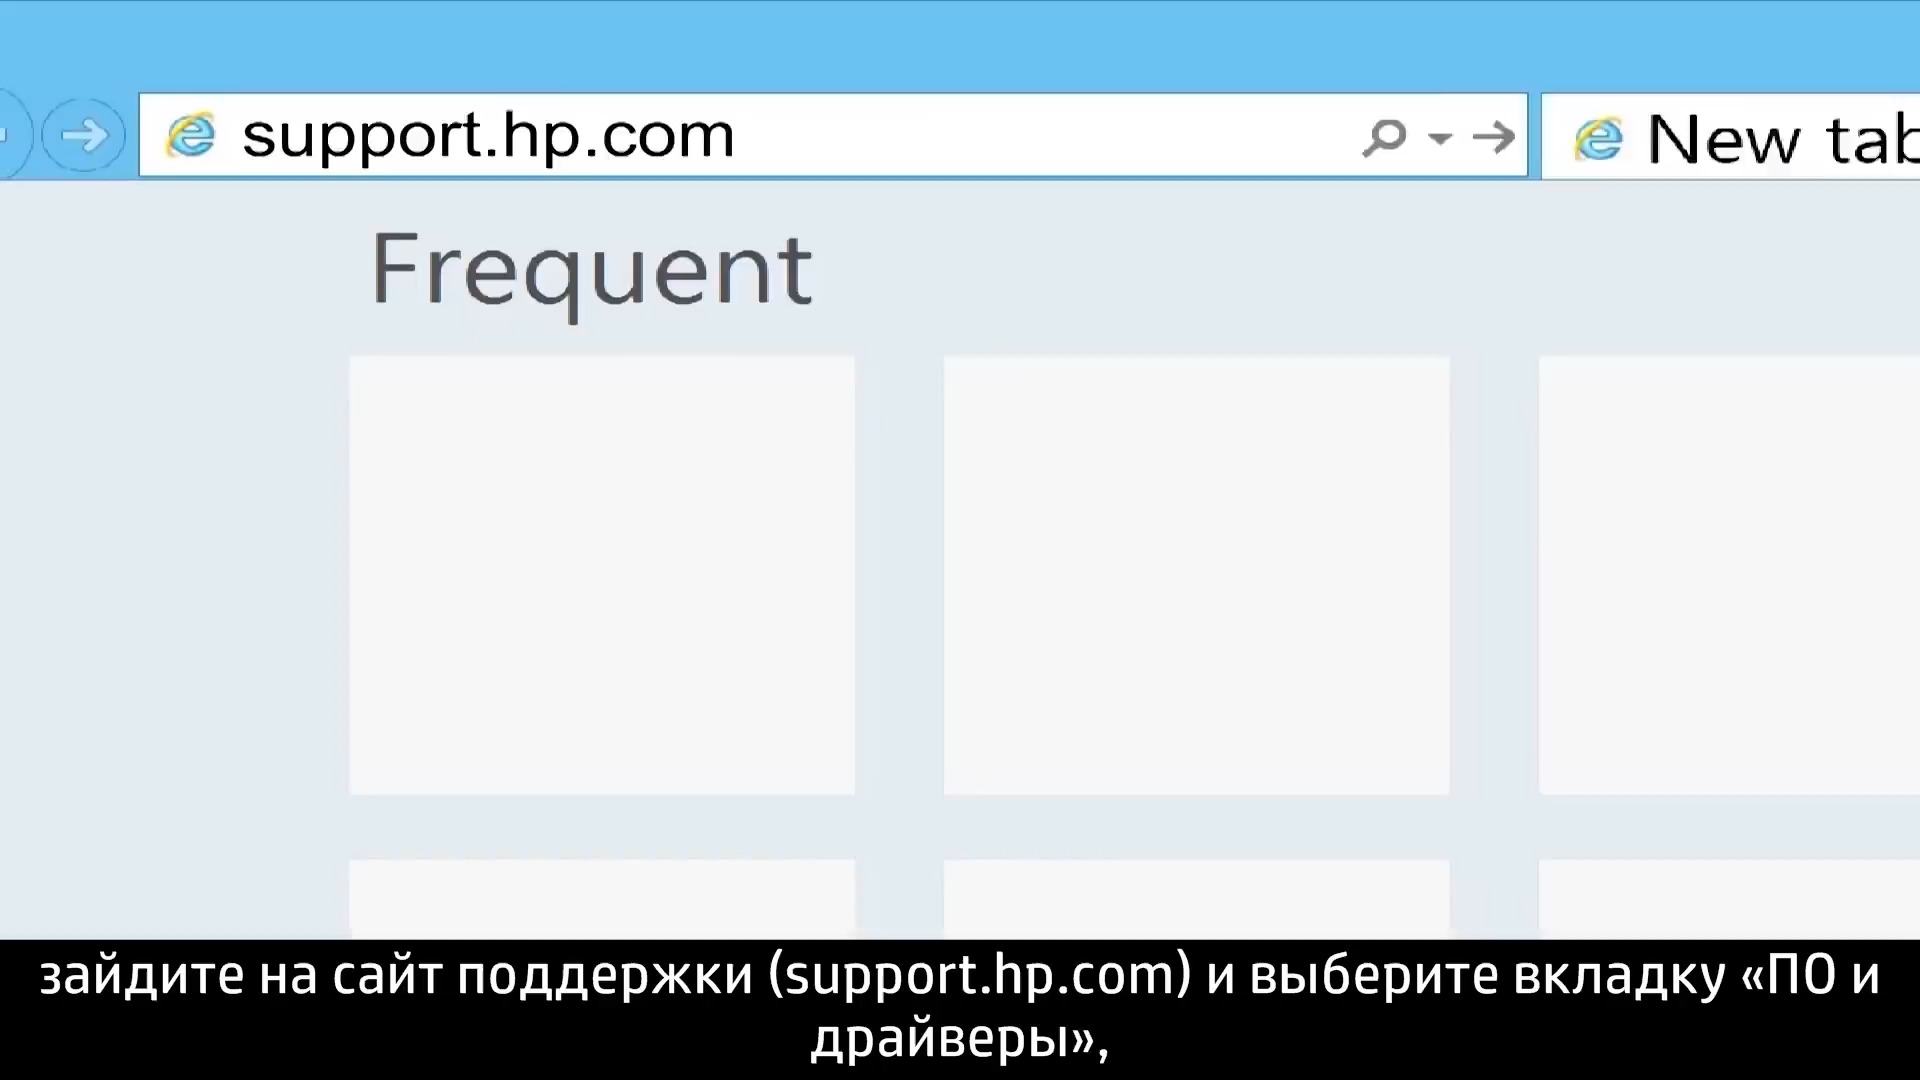 support.hp.com
New tab
Frequent
зайдите на сайт поддержки (support.hp.com) и выберите вкладку «ПО и
драйверы»,